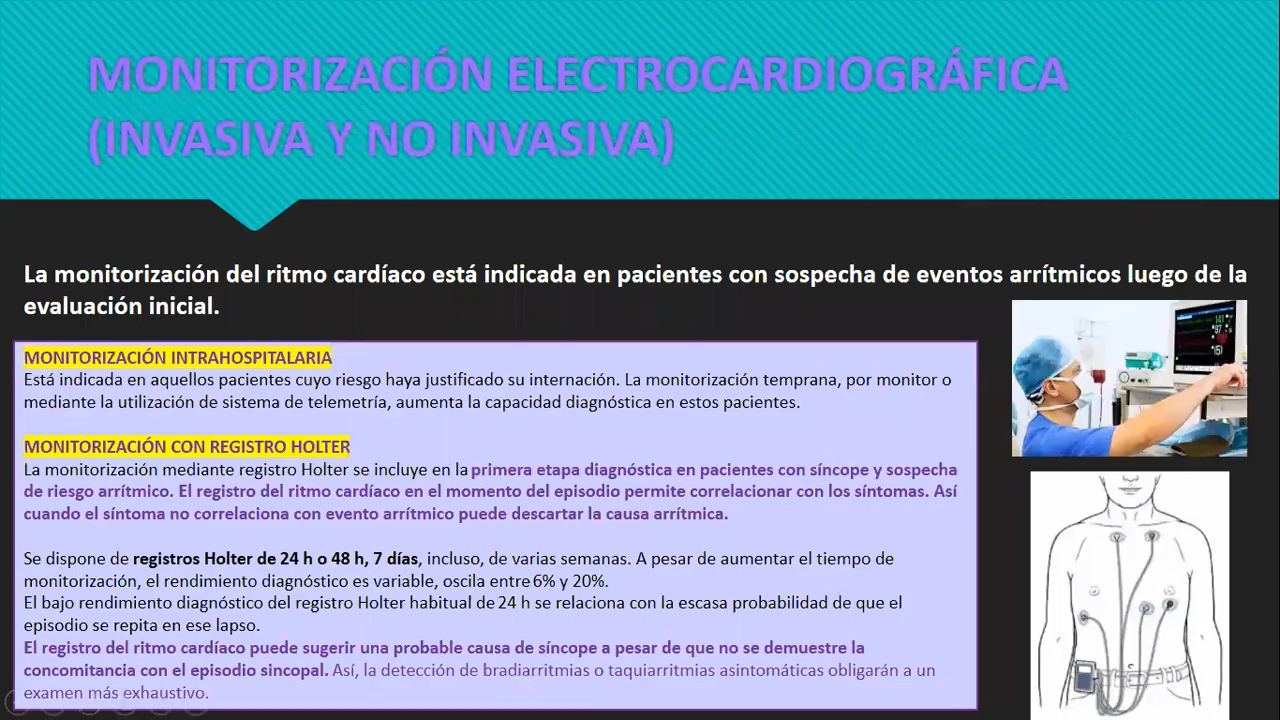 MONITORIZACIÓN ELECTROCARDIOGRÁFICA
(INVASIVA Y NO INVASIVA)
La monitorización del ritmo cardíaco está indicada en pacientes con sospecha de eventos arrítmicos luego de la
evaluación inicial.
MONITORIZACIÓN INTRAHOSPITALARIA
Está indicada en aquellos pacientes cuyo riesgo haya justificado su internación. La monitorización temprana, por monitor o
mediante la utilización de sistema de telemetría, aumenta la capacidad diagnóstica en estos pacientes.
MONITORIZACIÓN CON REGISTRO HOLTER
La monitorización mediante registro Holter se incluye en la primera etapa diagnóstica en pacientes con síncope y sospecha
de riesgo arrítmico. El registro del ritmo cardíaco en el momento del episodio permite correlacionar con los síntomas. Así
cuando el síntoma no correlaciona con evento arrítmico puede descartar la causa arrítmica.
Se dispone de registros Holter de 24 h o 48 h, 7 días, incluso, de varias semanas. A pesar de aumentar el tiempo de
monitorización, el rendimiento diagnóstico es variable, oscila entre 6% y 20%.
El bajo rendimiento diagnóstico del registro Holter habitual de 24 h se relaciona con la escasa probabilidad de que el
episodio se repita en ese lapso.
El registro del ritmo cardíaco puede sugerir una probable causa de síncope a pesar de que no se demuestre la
concomitancia con el episodio sincopal. Así, la detección de bradiarritmias o taquiarritmias asintomáticas obligarán a un
examen más exhaustivo.